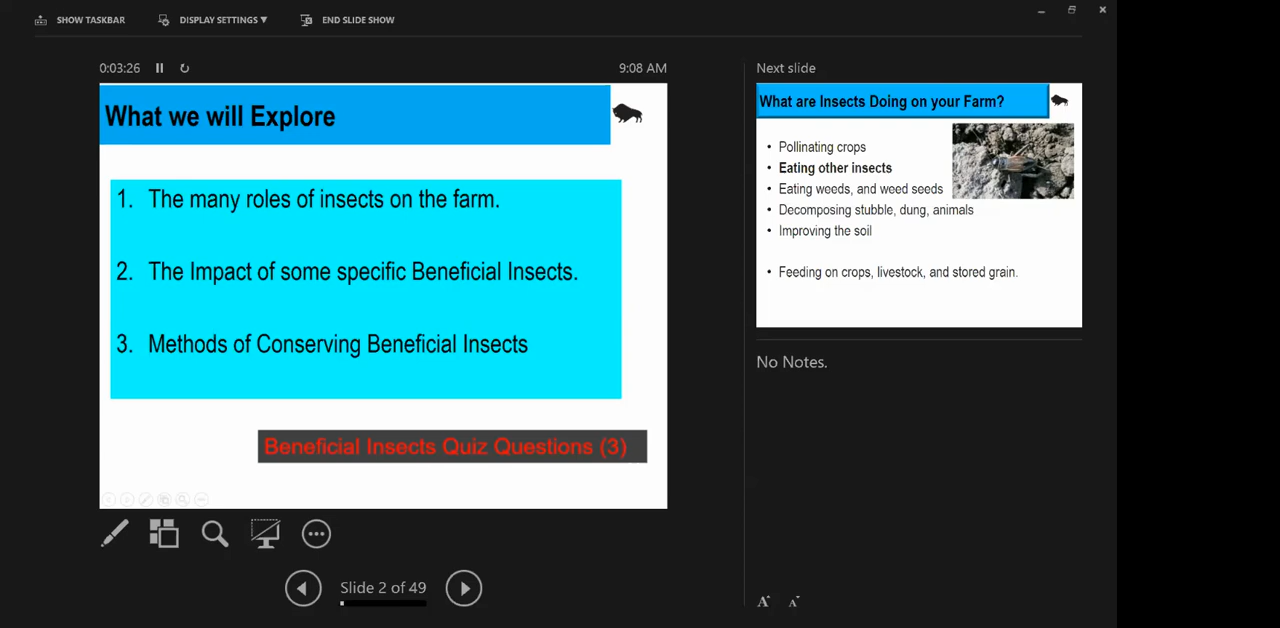 SHOW TASKBAR DISPLAY SETTINGS ▼ END SLIDE SHOW
0:03:26 9:08 AM
What we will Explore
1. The many roles of insects on the farm.
2. The Impact of some specific Beneficial Insects.
3. Methods of Conserving Beneficial Insects
Beneficial Insects Quiz Questions (3)
Slide 2 of 49
Next slide
What are Insects Doing on your Farm?
• Pollinating crops
• Eating other insects
• Eating weeds, and weed seeds
• Decomposing stubble, dung, animals
• Improving the soil
• Feeding on crops, livestock, and stored grain.
No Notes.
A A